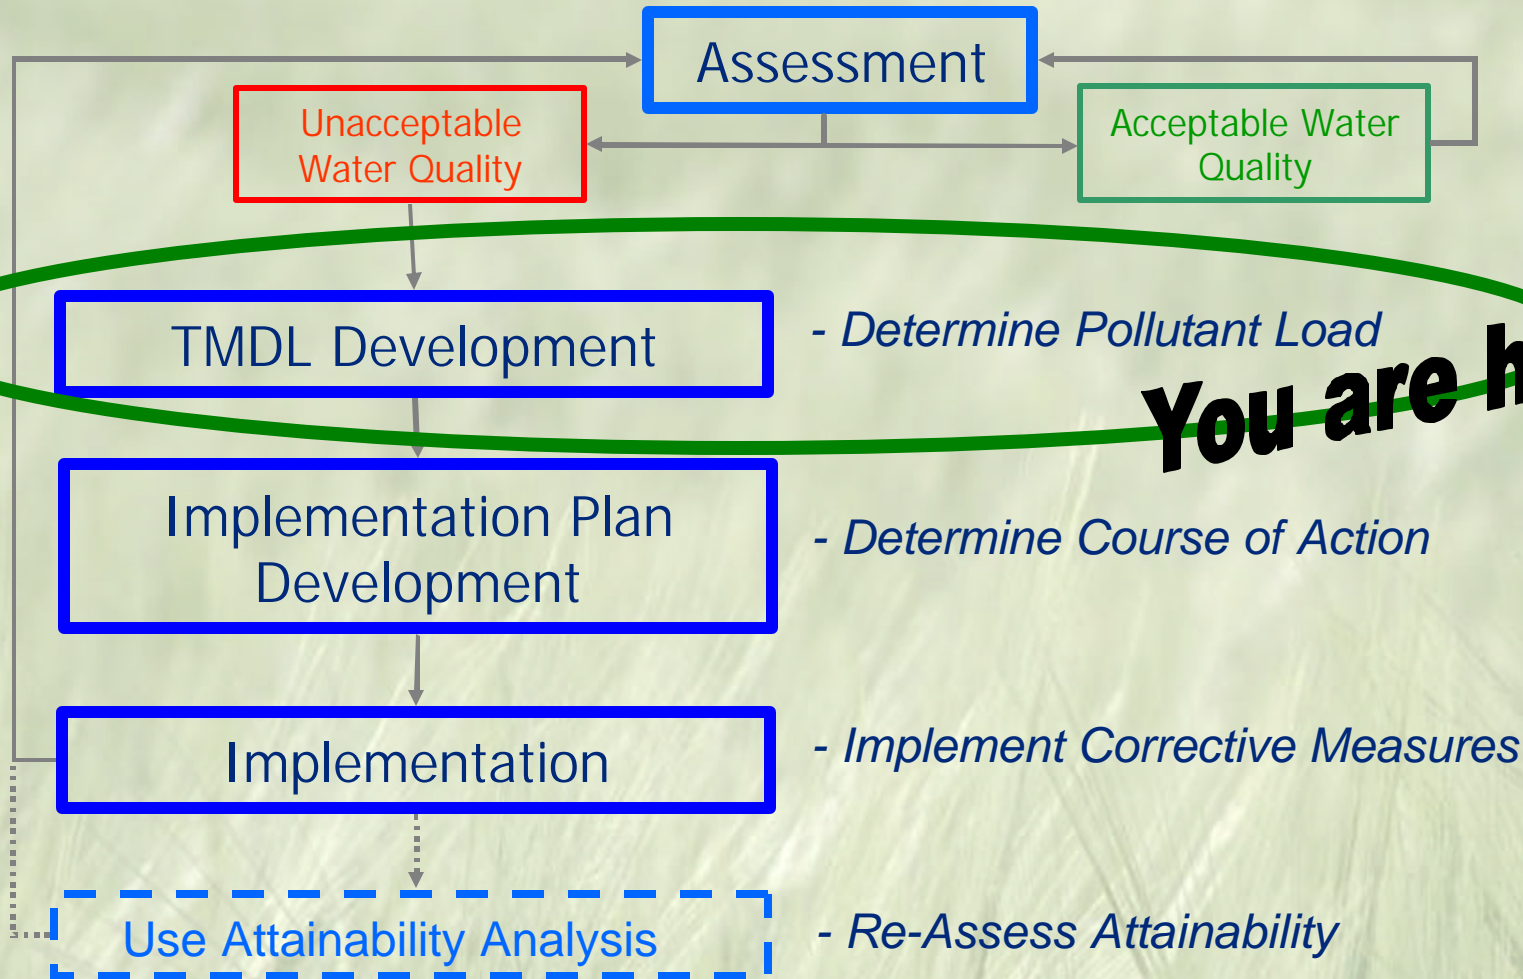 Assessment
Unacceptable
Water Quality
Acceptable Water
Quality
TMDL Development
- Determine Pollutant Load
You are h
Implementation Plan
Development
- Determine Course of Action
Implementation
- Implement Corrective Measures
Use Attainability Analysis
- Re-Assess Attainability